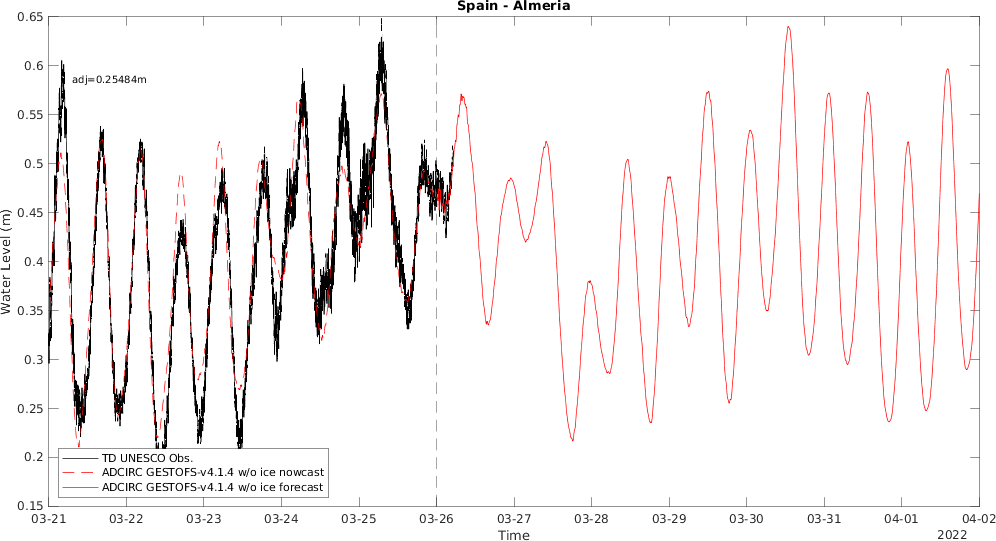 Spain - Almeria
0.65
0.6
0.55
0.5
0.45
0.4
0.35
0.3
0.25
0.2
0.15
Water Level (m)
adj=0.25484m
TD UNESCO Obs.
ADCIRC GESTOFS-v4.1.4 w/o ice nowcast
ADCIRC GESTOFS-v4.1.4 w/o ice forecast
03-21 03-22 03-23 03-24 03-25 03-26 03-27 03-28 03-29 03-30 03-31 04-01 04-02
Time
2022